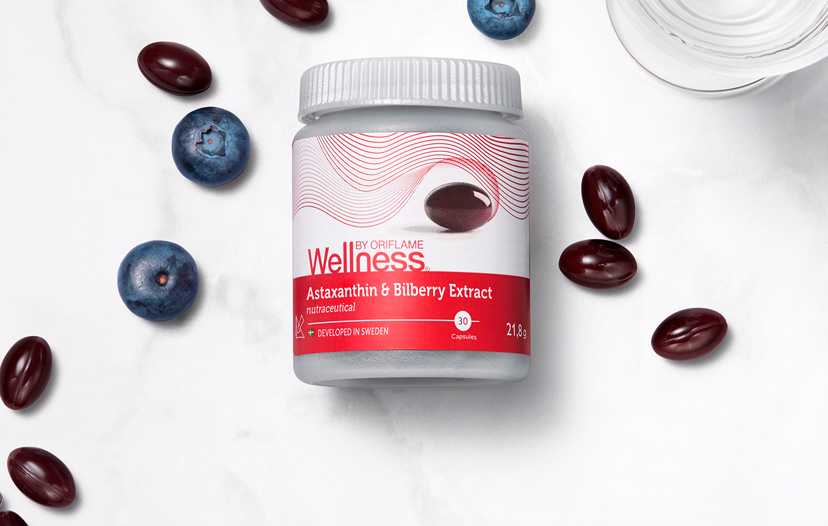 BY ORIFLAME
Wellness
Astaxanthin & Bilberry Extract
nutraceutical
DEVELOPED IN SWEDEN
30
Capsules
21,8 g